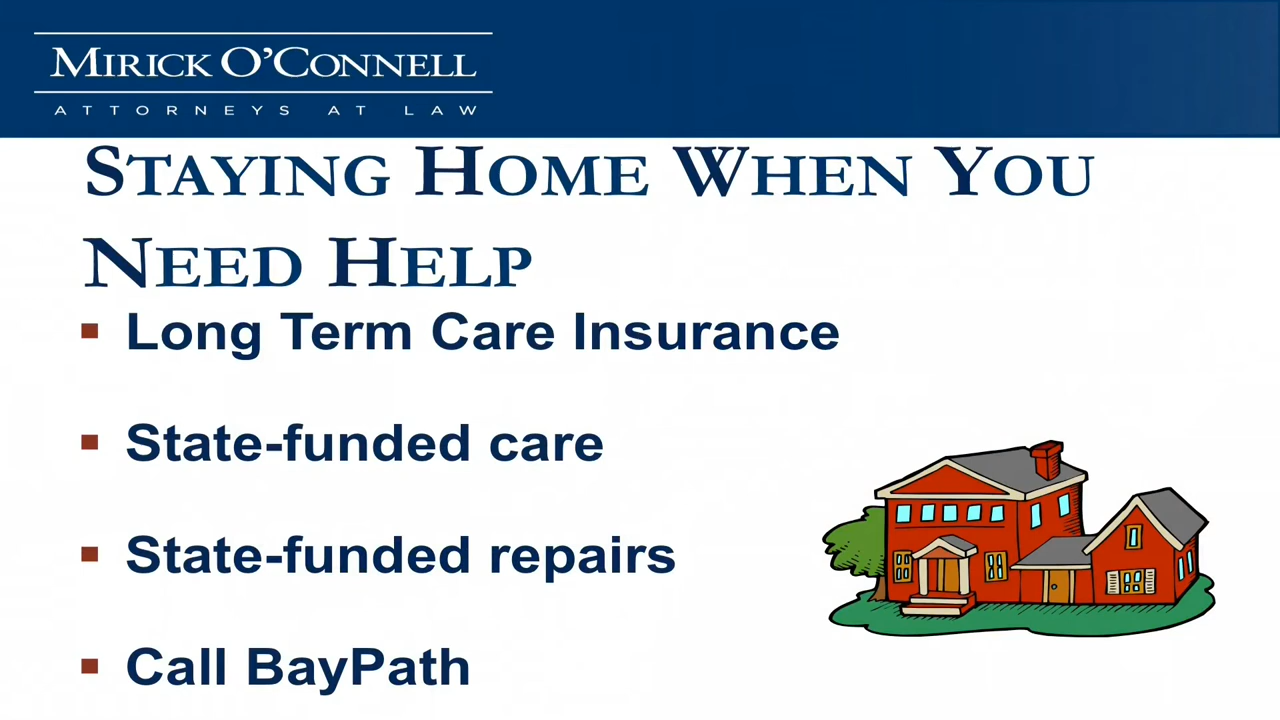 MIRICK O'CONNELL
ATTORNEYS AT LAW
STAYING HOME WHEN YOU
NEED HELP
Long Term Care Insurance
State-funded care
State-funded repairs
Call BayPath